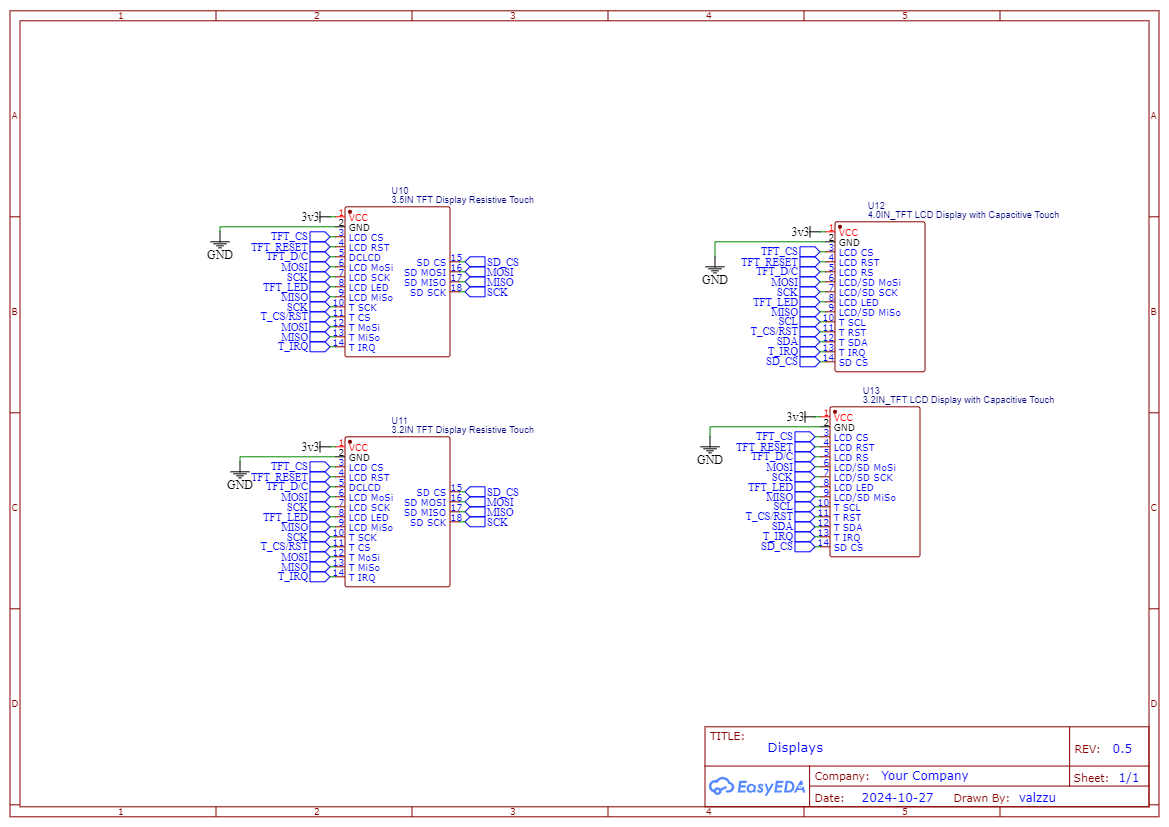 1 2 3 4 5
A A
B B
C C
D D
U10
3.5IN TFT Display Resistive Touch
3v3 1 VCC
2 GND
GND
TFT_CS 3 LCD CS
TFT_RESET 4 LCD RST
TFT_D/C 5 DCLCD
MOSI 6 LCD MoSi
SCK 7 LCD SCK
TFT_LED 8 LCD LED
MISO 9 LCD MiSo
SCK 10 T SCK
T_CS/RST 11 T CS
MOSI 12 T MoSi
MISO 13 T MiSo
T_IRQ 14 T IRQ
SD CS 15 SD_CS
SD MOSI 16 MOSI
SD MISO 17 MISO
SD SCK 18 SCK
U12
4.0IN_TFT LCD Display with Capacitive Touch
3v3 1 VCC
2 GND
GND
TFT_CS 3 LCD CS
TFT_RESET 4 LCD RST
TFT_D/C 5 LCD RS
MOSI 6 LCD/SD MoSi
SCK 7 LCD/SD SCK
TFT_LED 8 LCD LED
MISO 9 LCD/SD MiSo
SCL 10 T SCL
T_CS/RST 11 T RST
SDA 12 T SDA
T_IRQ 13 T IRQ
SD_CS 14 SD CS
U11
3.2IN TFT Display Resistive Touch
3v3 1 VCC
2 GND
GND
TFT_CS 3 LCD CS
TFT_RESET 4 LCD RST
TFT_D/C 5 DCLCD
MOSI 6 LCD MoSi
SCK 7 LCD SCK
TFT_LED 8 LCD LED
MISO 9 LCD MiSo
SCK 10 T SCK
T_CS/RST 11 T CS
MOSI 12 T MoSi
MISO 13 T MiSo
T_IRQ 14 T IRQ
SD CS 15 SD_CS
SD MOSI 16 MOSI
SD MISO 17 MISO
SD SCK 18 SCK
U13
3.2IN_TFT LCD Display with Capacitive Touch
3v3 1 VCC
2 GND
GND
TFT_CS 3 LCD CS
TFT_RESET 4 LCD RST
TFT_D/C 5 LCD RS
MOSI 6 LCD/SD MoSi
SCK 7 LCD/SD SCK
TFT_LED 8 LCD LED
MISO 9 LCD/SD MiSo
SCL 10 T SCL
T_CS/RST 11 T RST
SDA 12 T SDA
T_IRQ 13 T IRQ
SD_CS 14 SD CS
TITLE:
Displays
REV: 0.5
EasyEDA
Company: Your Company
Sheet: 1/1
Date: 2024-10-27 Drawn By: valzzu
1 2 3 4 5